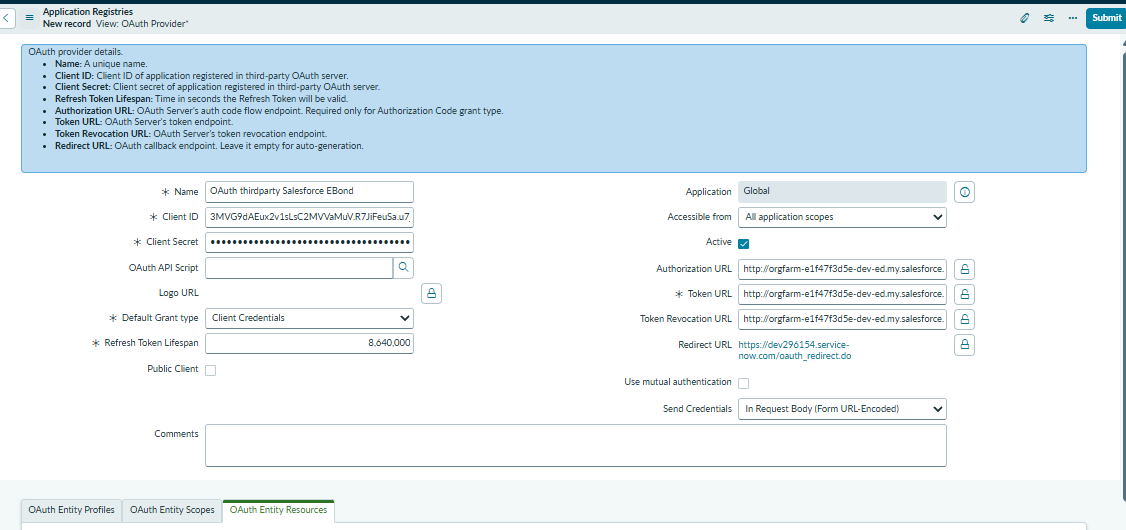 Application Registries
New record View: OAuth Provider*
Submit
OAuth provider details.
• Name: A unique name.
• Client ID: Client ID of application registered in third-party OAuth server.
• Client Secret: Client secret of application registered in third-party OAuth server.
• Refresh Token Lifespan: Time in seconds the Refresh Token will be valid.
• Authorization URL: OAuth Server's auth code flow endpoint. Required only for Authorization Code grant type.
• Token URL: OAuth Server's token endpoint.
• Token Revocation URL: OAuth Server's token revocation endpoint.
• Redirect URL: OAuth callback endpoint. Leave it empty for auto-generation.
Name OAuth thirdparty Salesforce EBond
Client ID 3MVG9dAEux2v1sLsC2MVVaMuV.R7JiFeuSa.u7
Client Secret
OAuth API Script
Logo URL
Default Grant type Client Credentials
Refresh Token Lifespan 8,640,000
Public Client
Application Global
Accessible from All application scopes
Active
Authorization URL http://orgfarm-e1f47f3d5e-dev-ed.my.salesforce.
Token URL http://orgfarm-e1f47f3d5e-dev-ed.my.salesforce.
Token Revocation URL http://orgfarm-e1f47f3d5e-dev-ed.my.salesforce.
Redirect URL https://dev296154.service-
now.com/oauth_redirect.do
Use mutual authentication
Send Credentials In Request Body (Form URL-Encoded)
Comments
OAuth Entity Profiles OAuth Entity Scopes OAuth Entity Resources